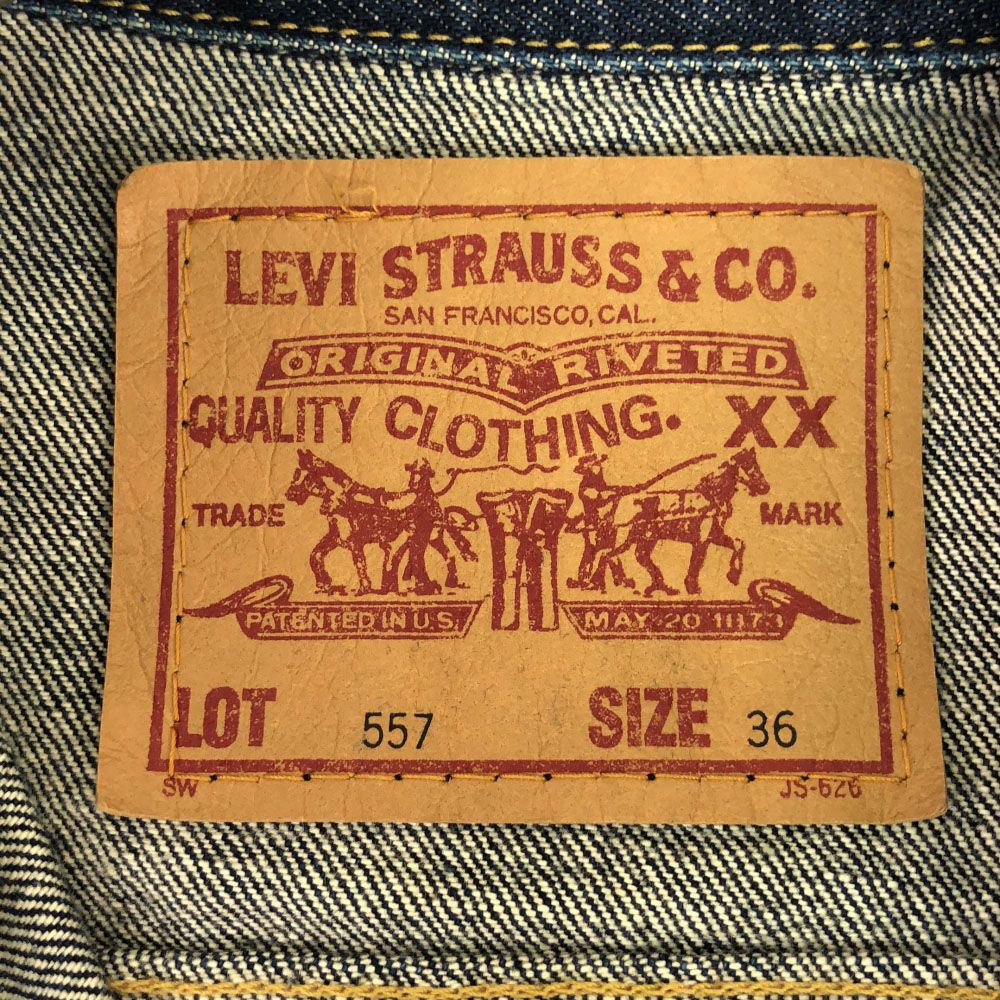 LEVI STRAUSS & CO.
SAN FRANCISCO, CAL.
ORIGINAL RIVETED
QUALITY CLOTHING. XX
TRADE MARK
PATENTED IN U.S. MAY 20 1873
LOT 557 SIZE 36
SW JS-626